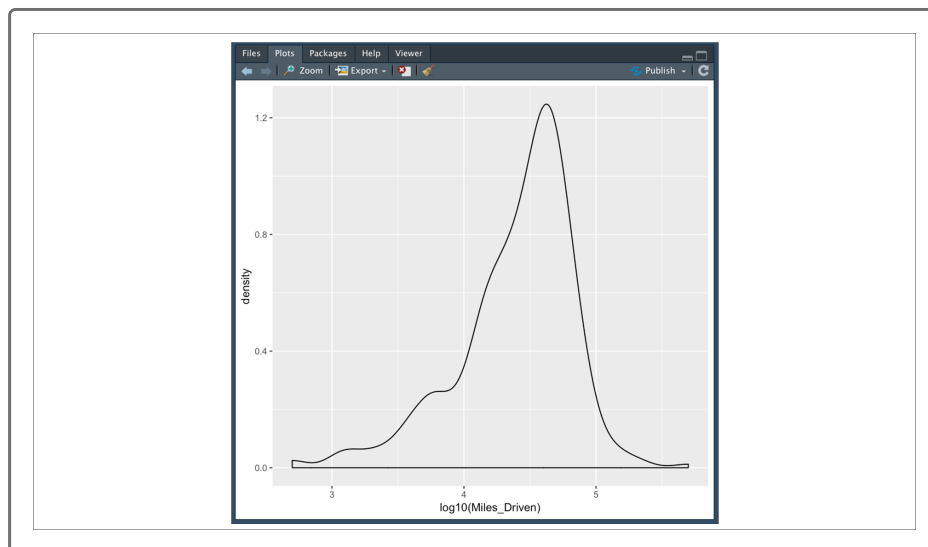 Files Plots Packages Help Viewer
Zoom Export Publish
1.2
0.8
density
0.4
0.0
3 4 5
log10(Miles_Driven)